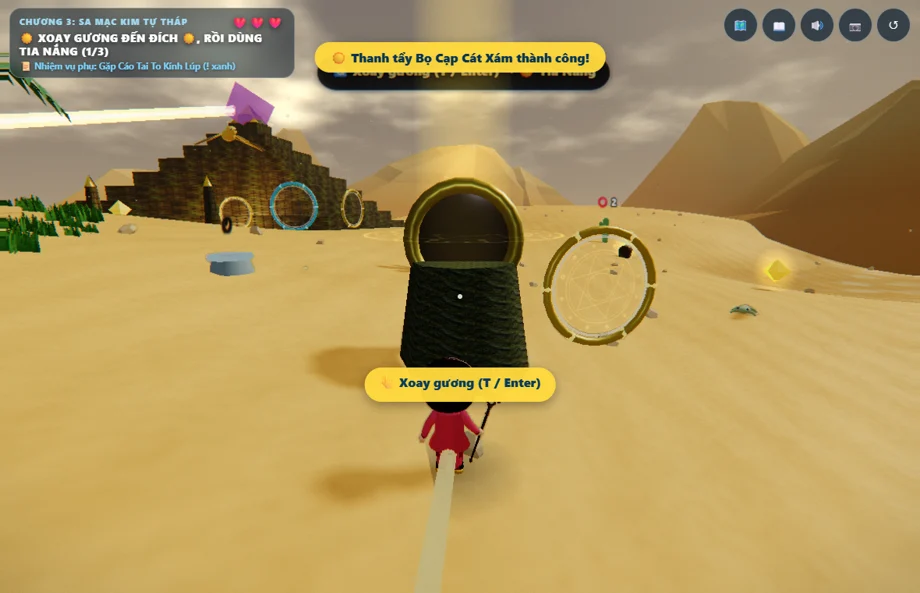 CHƯƠNG 3: SA MẠC KIM TỰ THÁP
XOAY GƯƠNG ĐẾN ĐÍCH, RỒI DÙNG
TIA NẮNG (1/3)
Nhiệm vụ phụ: Gặp Cáo Tai To Kính Lúp (! xanh)
Thanh tẩy Bọ Cạp Cát Xám thành công!
Xoay gương (T / Enter)
Tia Nắng
2
Xoay gương (T / Enter)